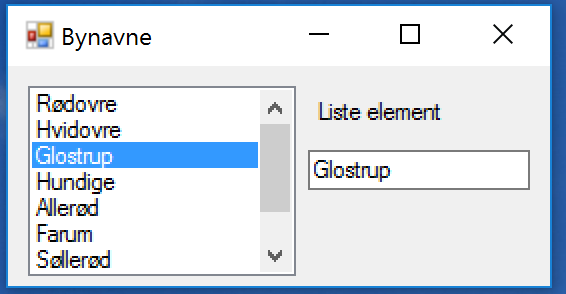 Bynavne
Rødovre
Hvidovre
Glostrup
Hundige
Allerød
Farum
Søllerød
Liste element
Glostrup